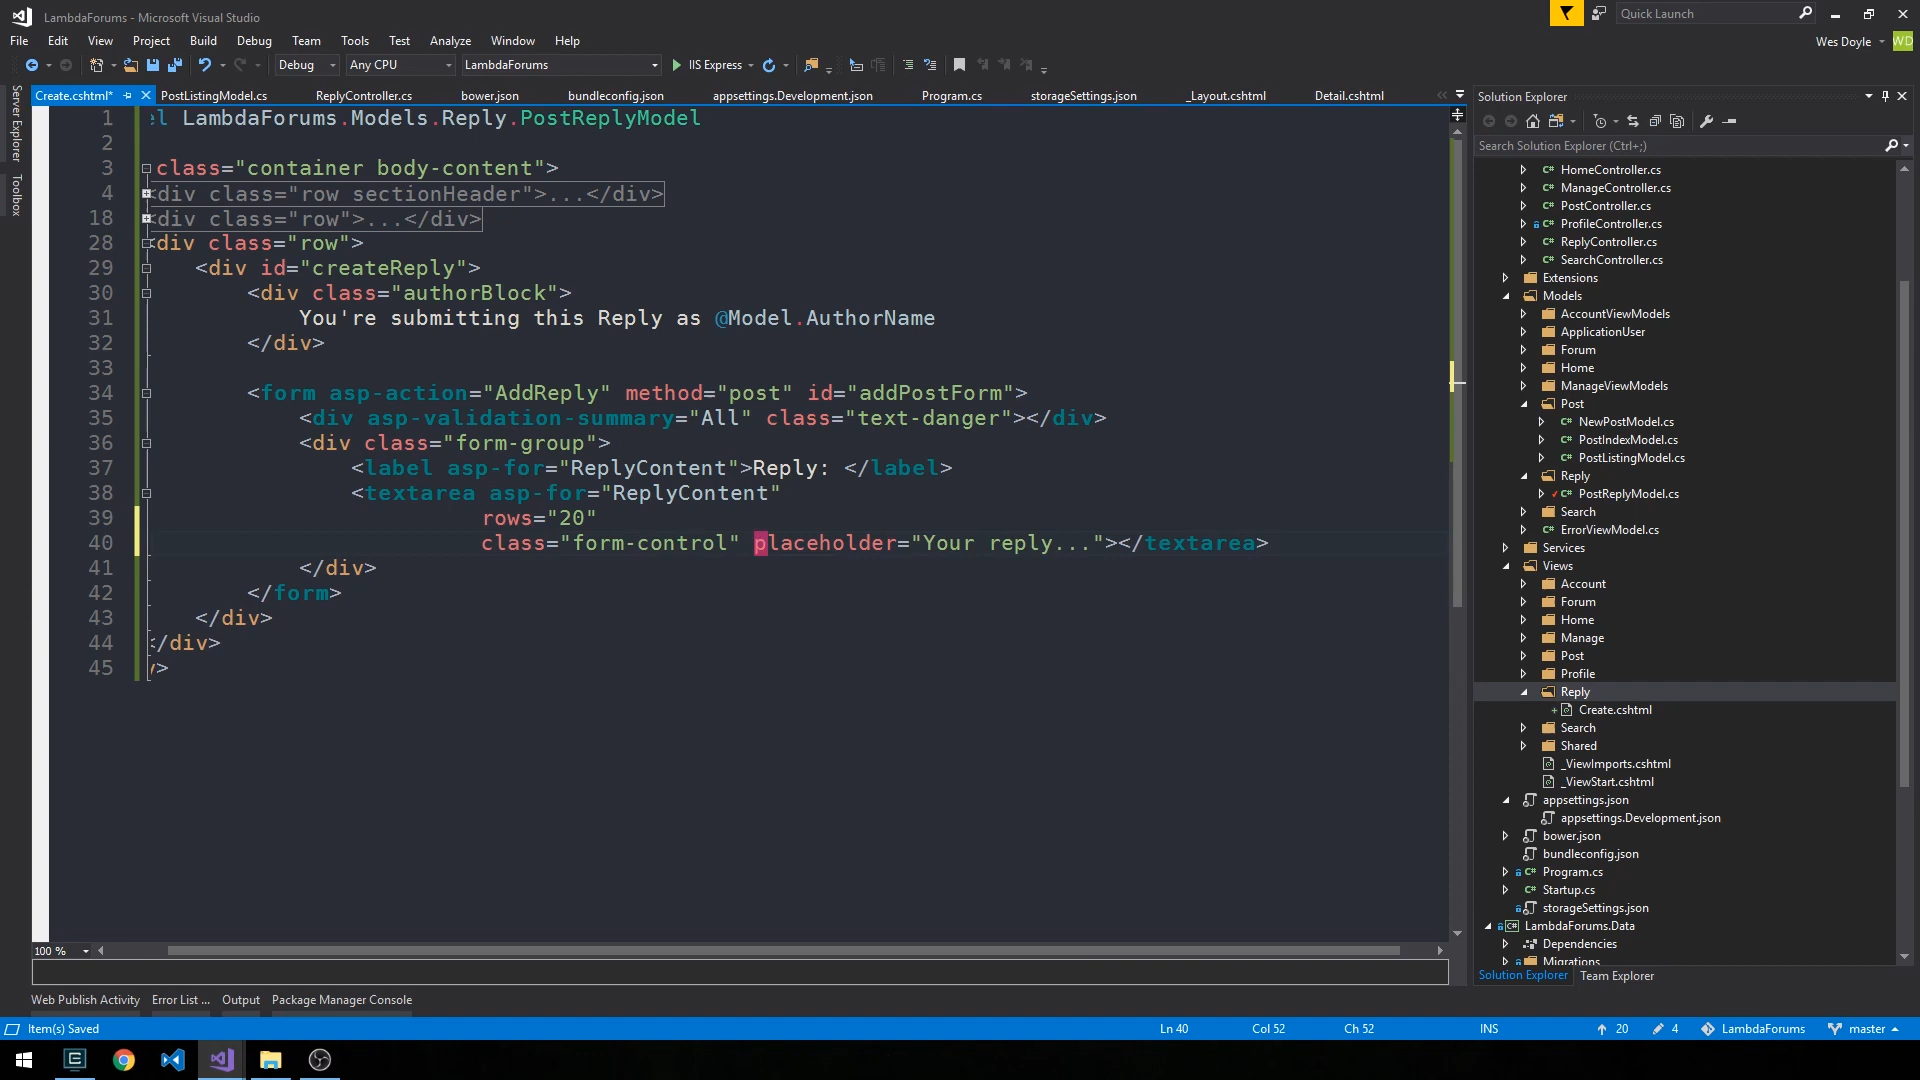 LambdaForums - Microsoft Visual Studio
Quick Launch
File Edit View Project Build Debug Team Tools Test Analyze Window Help
Wes Doyle
WD
Debug Any CPU LambdaForums IIS Express
Server Explorer
Toolbox
Create.cshtml* PostListingModel.cs ReplyController.cs bower.json bundleconfig.json appsettings.Development.json Program.cs storageSettings.json _Layout.cshtml Detail.cshtml
1 el LambdaForums.Models.Reply.PostReplyModel
2
3 class="container body-content">
4 <div class="row sectionHeader">...</div>
18 <div class="row">...</div>
28 <div class="row">
29 <div id="createReply">
30 <div class="authorBlock">
31 You're submitting this Reply as @Model.AuthorName
32 </div>
33
34 <form asp-action="AddReply" method="post" id="addPostForm">
35 <div asp-validation-summary="All" class="text-danger"></div>
36 <div class="form-group">
37 <label asp-for="ReplyContent">Reply: </label>
38 <textarea asp-for="ReplyContent"
39 rows="20"
40 class="form-control" placeholder="Your reply..."></textarea>
41 </div>
42 </form>
43 </div>
44 </div>
45 >
100 %
Web Publish Activity Error List ... Output Package Manager Console
Solution Explorer
Search Solution Explorer (Ctrl+;)
HomeController.cs
ManageController.cs
PostController.cs
ProfileController.cs
ReplyController.cs
SearchController.cs
Extensions
Models
AccountViewModels
ApplicationUser
Forum
Home
ManageViewModels
Post
NewPostModel.cs
PostIndexModel.cs
PostListingModel.cs
Reply
PostReplyModel.cs
Search
ErrorViewModel.cs
Services
Views
Account
Forum
Home
Manage
Post
Profile
Reply
Create.cshtml
Search
Shared
_ViewImports.cshtml
_ViewStart.cshtml
appsettings.json
appsettings.Development.json
bower.json
bundleconfig.json
Program.cs
Startup.cs
storageSettings.json
LambdaForums.Data
Dependencies
Migrations
Solution Explorer Team Explorer
Item(s) Saved Ln 40 Col 52 Ch 52 INS 20 4 LambdaForums master